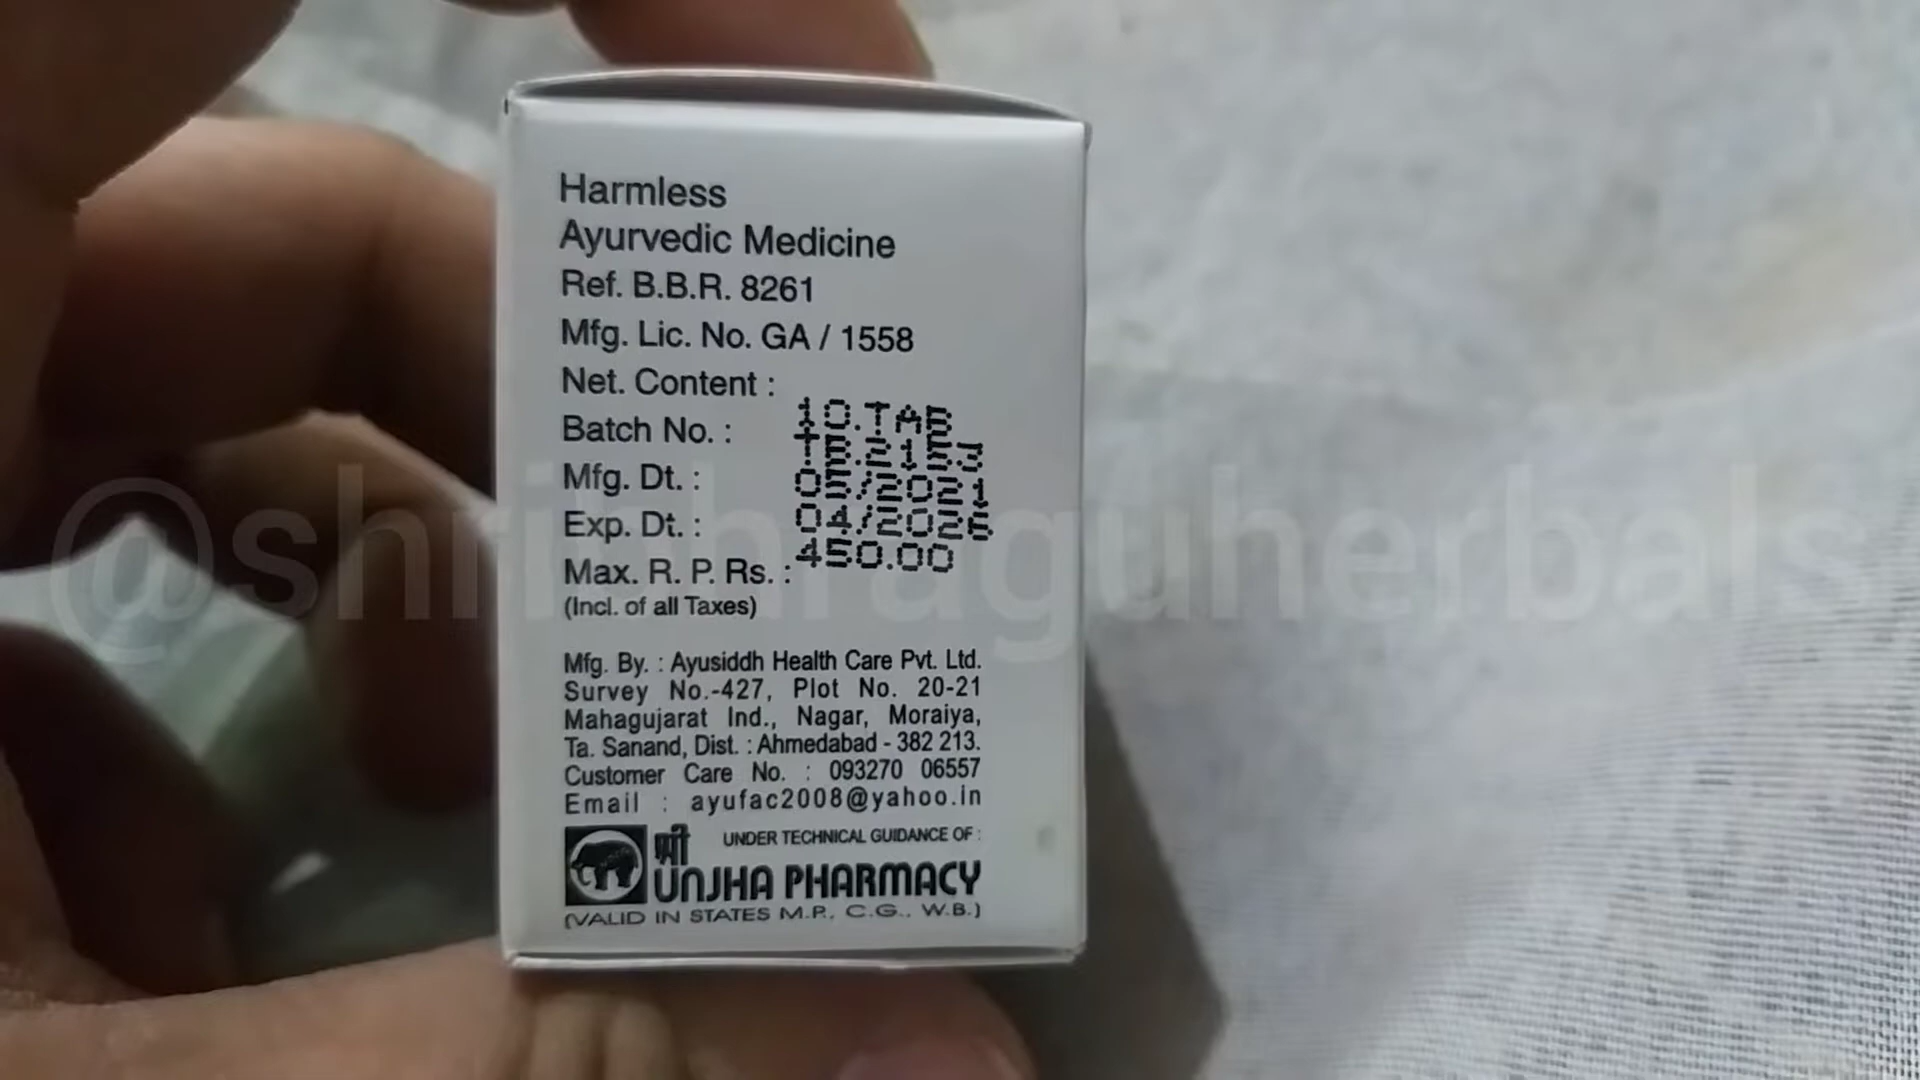 Harmless
Ayurvedic Medicine
Ref. B.B.R. 8261
Mfg. Lic. No. GA / 1558
Net. Content : 10.TAB
Batch No. : TB.2153
Mfg. Dt. : 05/2021
Exp. Dt. : 04/2026
Max. R. P. Rs. : 450.00
(Incl. of all Taxes)
@shribhraguherbals
Mfg. By. : Ayusiddh Health Care Pvt. Ltd.
Survey No.-427, Plot No. 20-21
Mahagujarat Ind., Nagar, Moraiya,
Ta. Sanand, Dist. : Ahmedabad - 382 213.
Customer Care No. : 093270 06557
Email : ayufac2008@yahoo.in
UNDER TECHNICAL GUIDANCE OF :
UNJHA PHARMACY
(VALID IN STATES M.P., C.G., W.B.)